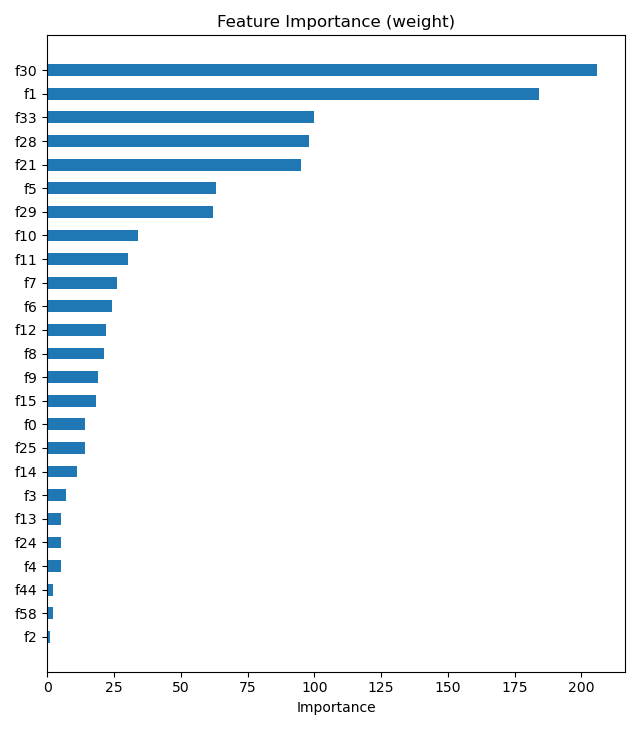 Feature Importance (weight)
f30
f1
f33
f28
f21
f5
f29
f10
f11
f7
f6
f12
f8
f9
f15
f0
f25
f14
f3
f13
f24
f4
f44
f58
f2
0 25 50 75 100 125 150 175 200
Importance